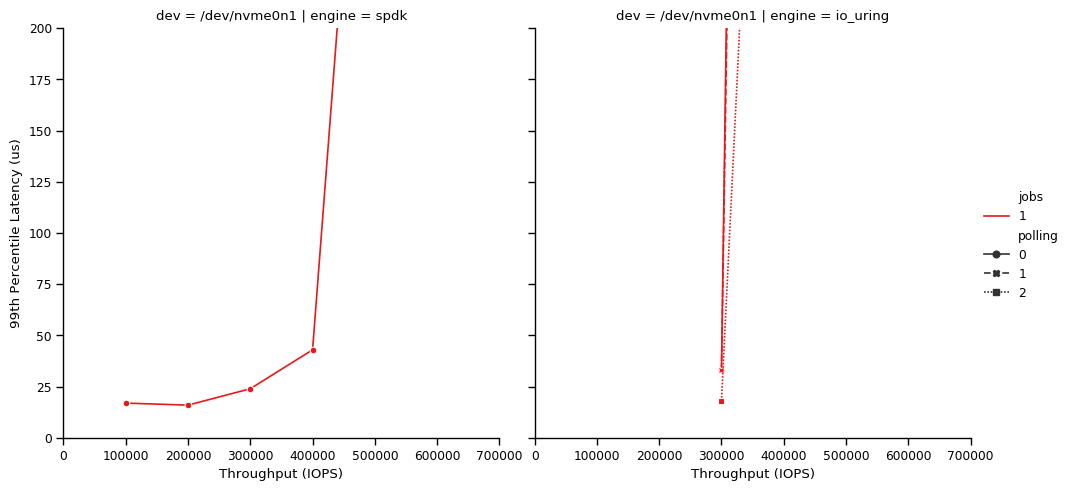 dev = /dev/nvme0n1 | engine = spdk
dev = /dev/nvme0n1 | engine = io_uring
99th Percentile Latency (us)
200
175
150
125
100
75
50
25
0
0 100000 200000 300000 400000 500000 600000 700000
Throughput (IOPS)
0 100000 200000 300000 400000 500000 600000 700000
Throughput (IOPS)
jobs
1
polling
0
1
2